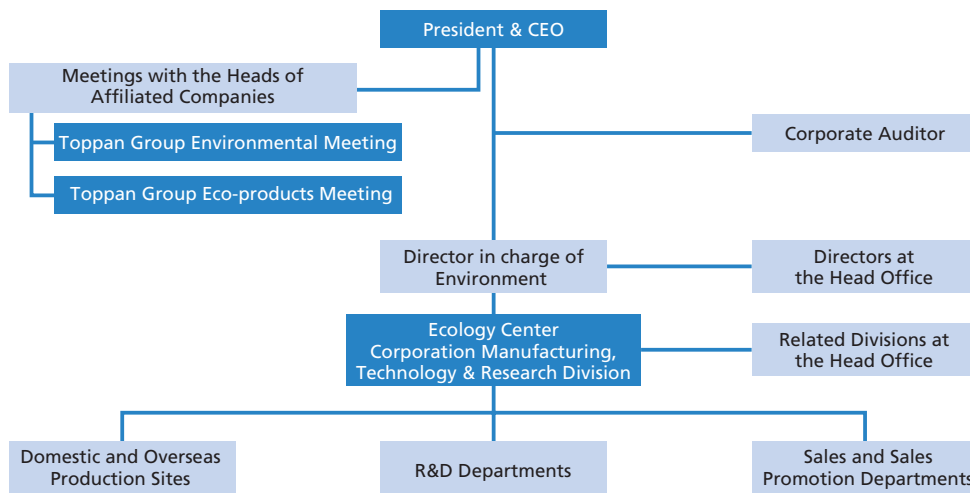 President & CEO
Meetings with the Heads of
Affiliated Companies
Toppan Group Environmental Meeting
Corporate Auditor
Toppan Group Eco-products Meeting
Director in charge of
Environment
Directors at
the Head Office
Ecology Center
Corporation Manufacturing,
Technology & Research Division
Related Divisions at
the Head Office
Domestic and Overseas
Production Sites
R&D Departments
Sales and Sales
Promotion Departments